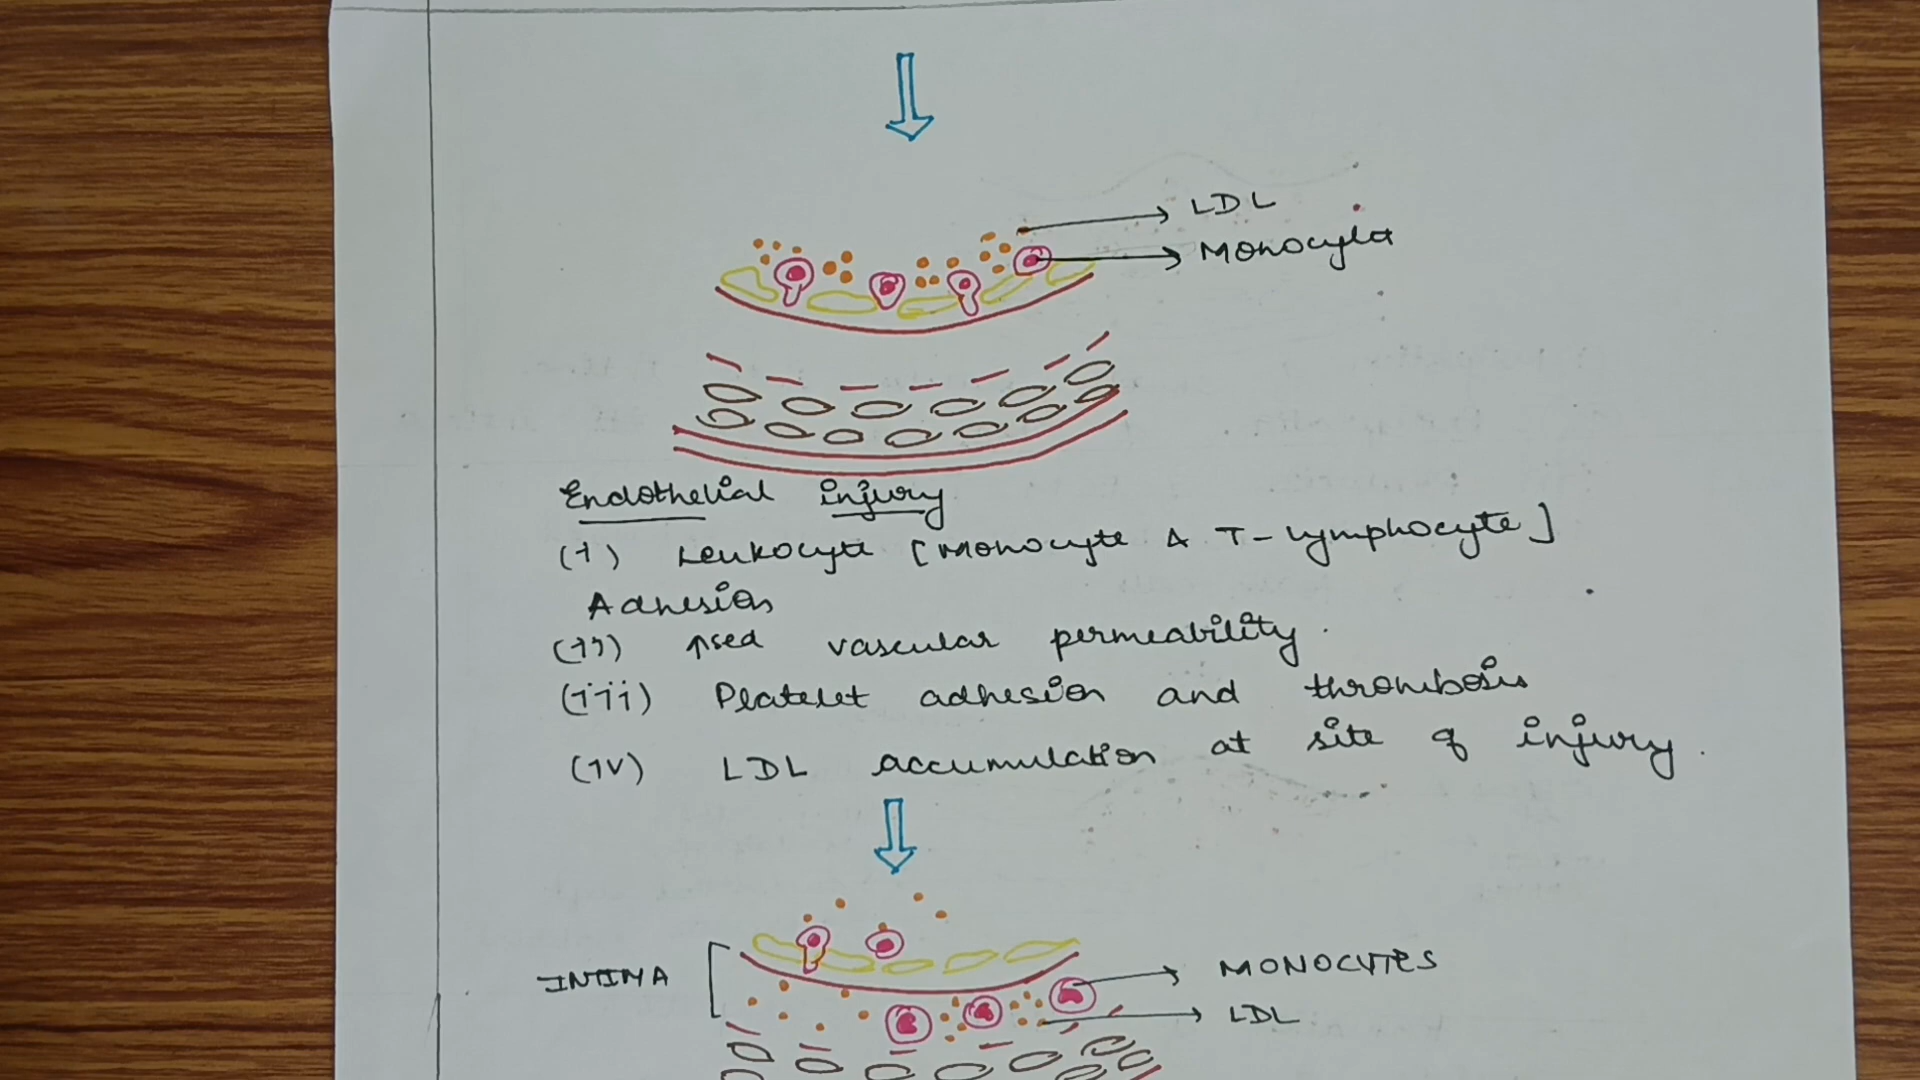 LDL
Monocyte
Endothelial injury
(i) Leukocyte [Monocyte & T-lymphocyte]
Adhesion
(ii) ↑sed vascular permeability.
(iii) Platelet adhesion and thrombosis
(iv) LDL accumulation at site of injury.
INTIMA
MONOCYTES
LDL